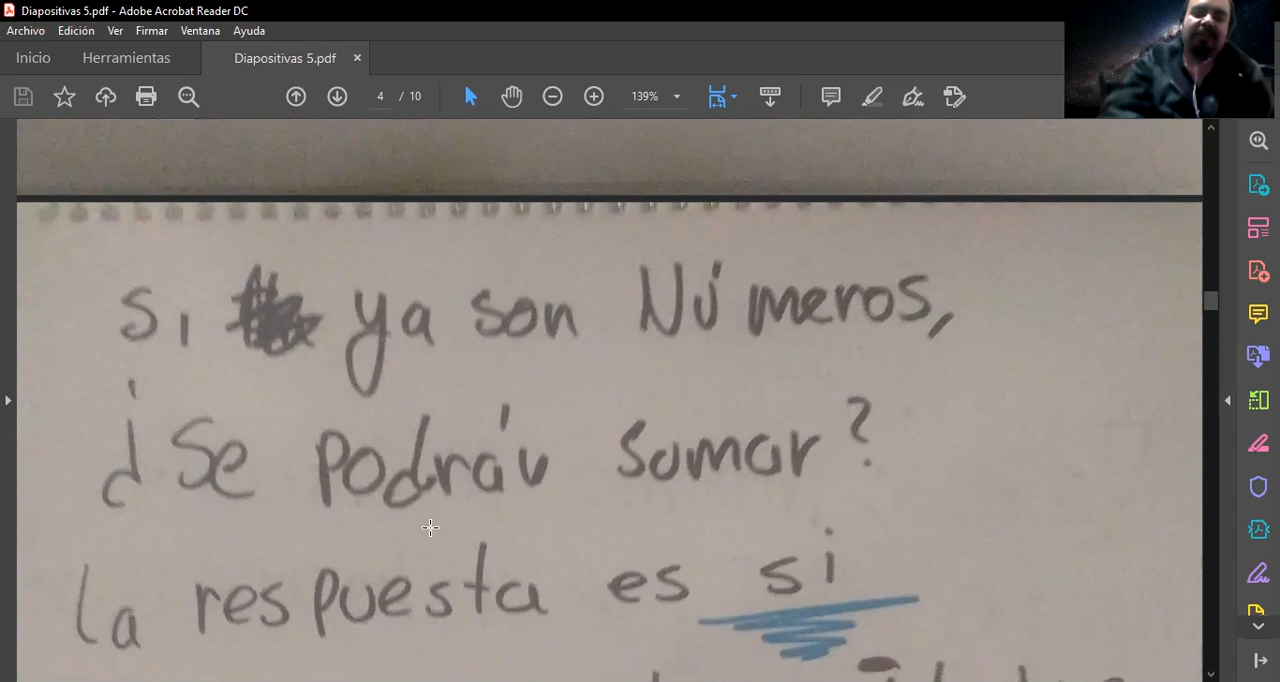 Diapositivas 5.pdf - Adobe Acrobat Reader DC
Archivo Edición Ver Firmar Ventana Ayuda
Inicio Herramientas Diapositivas 5.pdf ×
4 / 10 139%
si ya son Números,
¿Se podrán sumar?
la respuesta es si